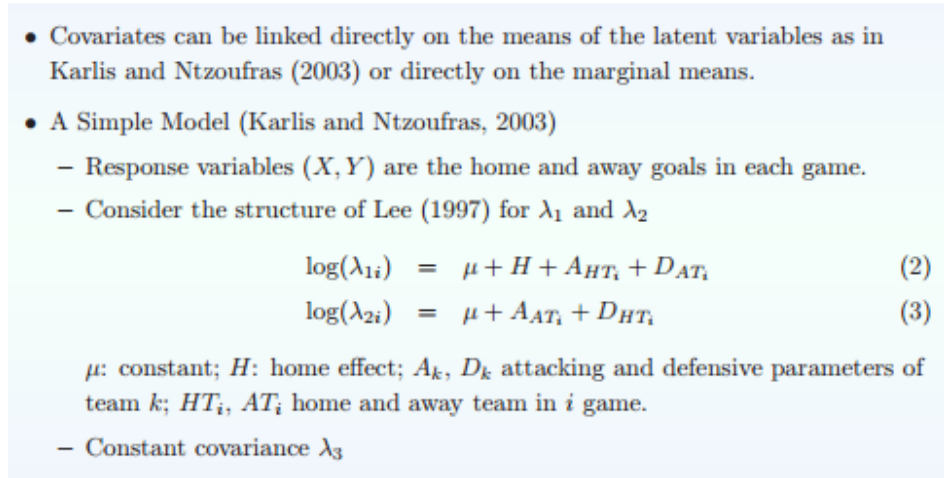 • Covariates can be linked directly on the means of the latent variables as in
Karlis and Ntzoufras (2003) or directly on the marginal means.
• A Simple Model (Karlis and Ntzoufras, 2003)
– Response variables (X, Y) are the home and away goals in each game.
– Consider the structure of Lee (1997) for λ₁ and λ₂
log(λ₁ᵢ) = μ + H + A_{HTᵢ} + D_{ATᵢ} (2)
log(λ₂ᵢ) = μ + A_{ATᵢ} + D_{HTᵢ} (3)
μ: constant; H: home effect; Aₖ, Dₖ attacking and defensive parameters of
team k; HTᵢ, ATᵢ home and away team in i game.
– Constant covariance λ₃